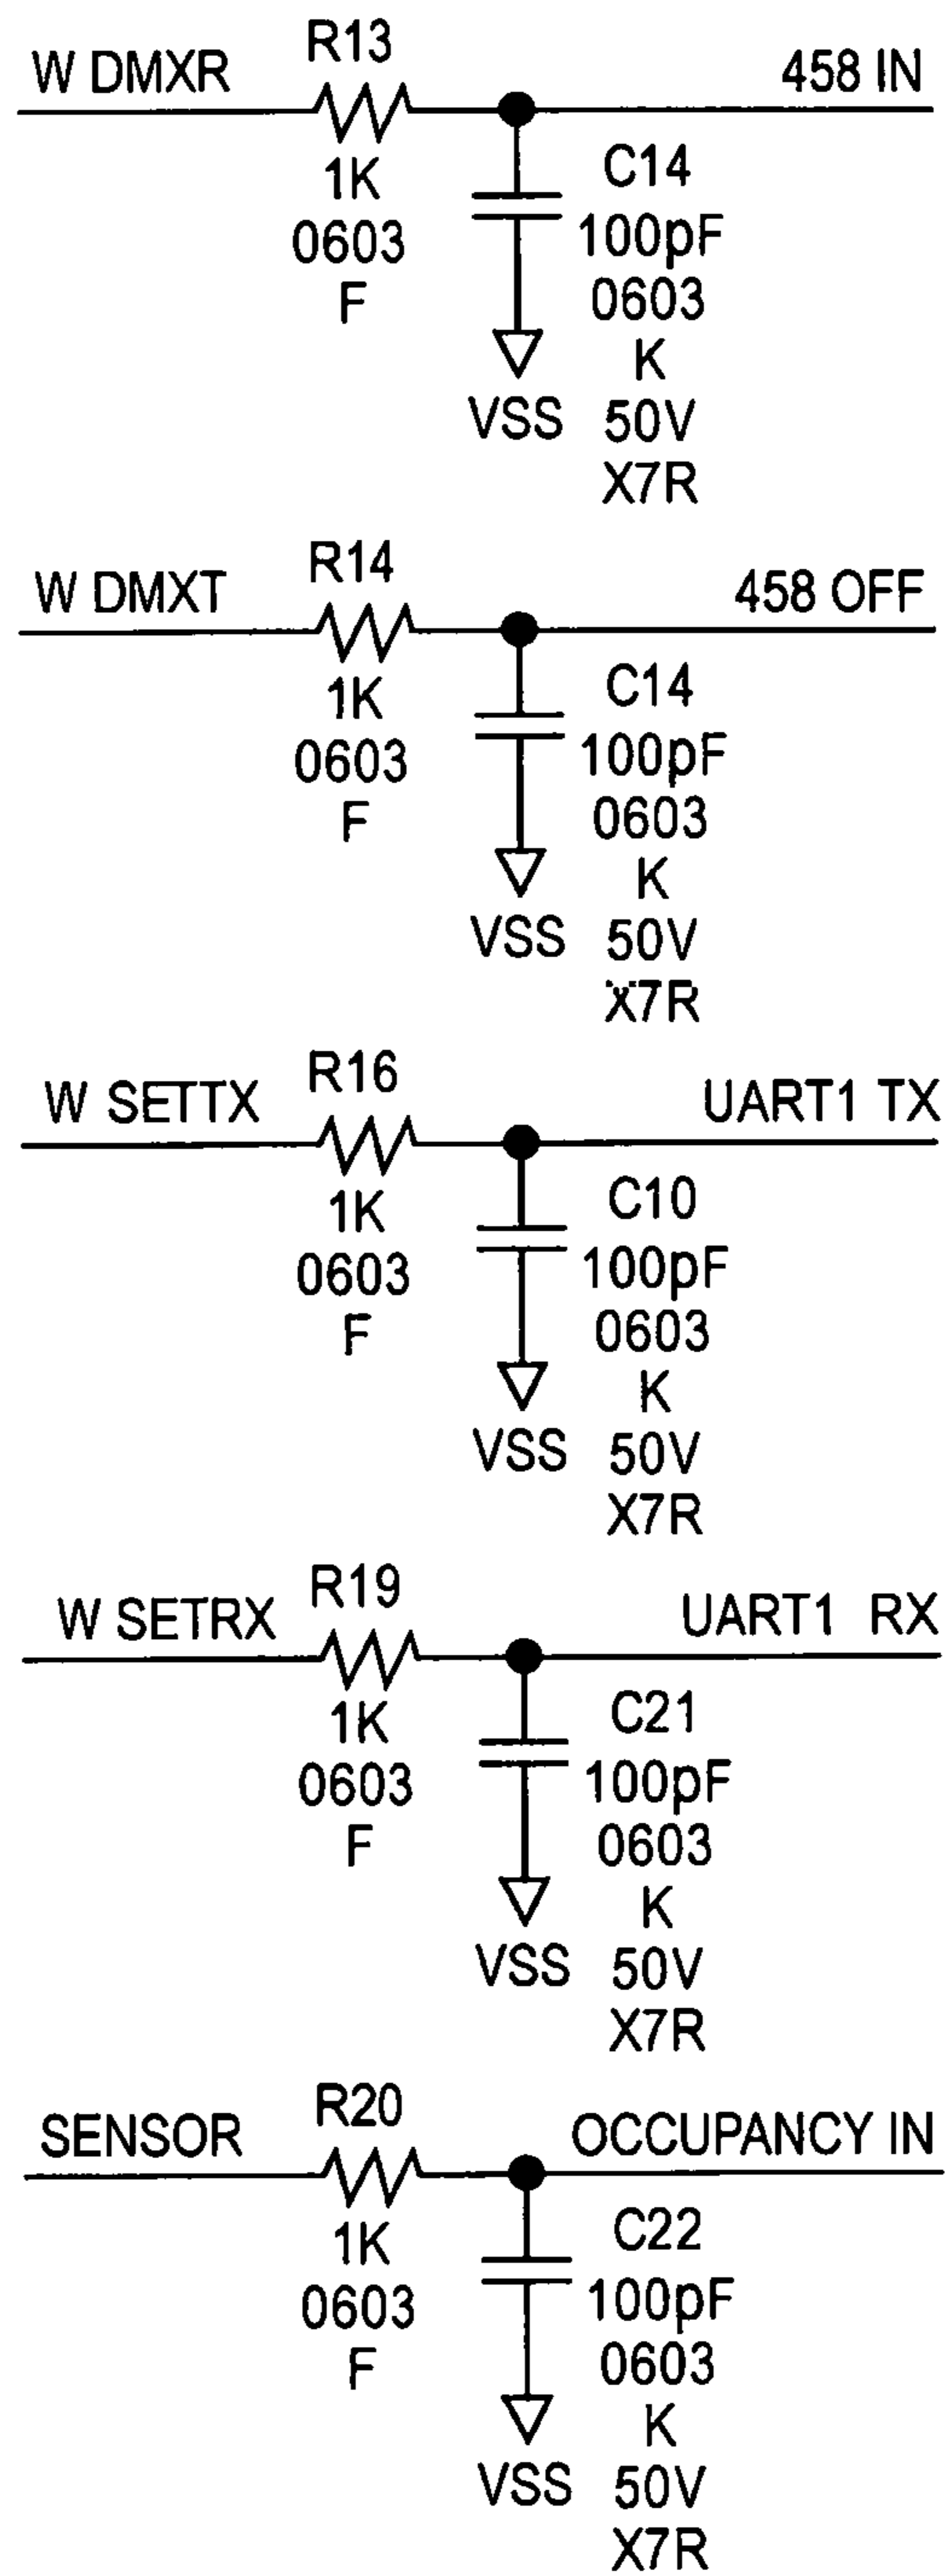 W DMXR R13 458 IN
1K C14
0603 100pF
F 0603
K
VSS 50V
X7R
W DMXT R14 458 OFF
1K C14
0603 100pF
F 0603
K
VSS 50V
X7R
W SETTX R16 UART1 TX
1K C10
0603 100pF
F 0603
K
VSS 50V
X7R
W SETRX R19 UART1 RX
1K C21
0603 100pF
F 0603
K
VSS 50V
X7R
SENSOR R20 OCCUPANCY IN
1K C22
0603 100pF
F 0603
K
VSS 50V
X7R